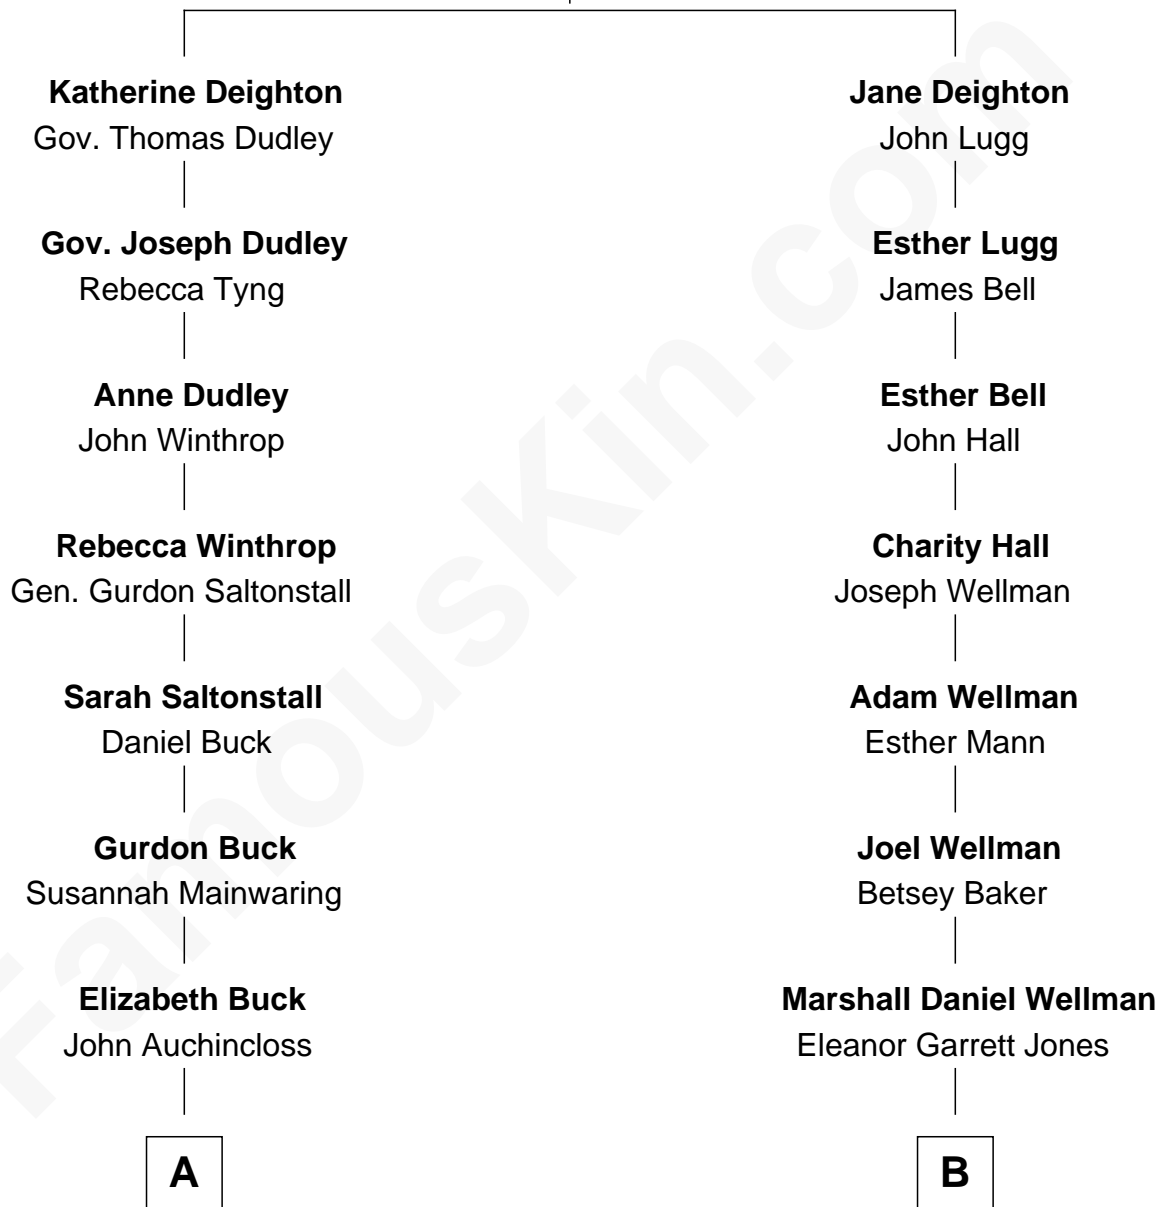 Katherine Deighton
Gov. Thomas Dudley
Gov. Joseph Dudley
Rebecca Tyng
Anne Dudley
John Winthrop
Rebecca Winthrop
Gen. Gurdon Saltonstall
Sarah Saltonstall
Daniel Buck
Gurdon Buck
Susannah Mainwaring
Elizabeth Buck
John Auchincloss
A
Jane Deighton
John Lugg
Esther Lugg
James Bell
Esther Bell
John Hall
Charity Hall
Joseph Wellman
Adam Wellman
Esther Mann
Joel Wellman
Betsey Baker
Marshall Daniel Wellman
Eleanor Garrett Jones
B
FamousKin.com